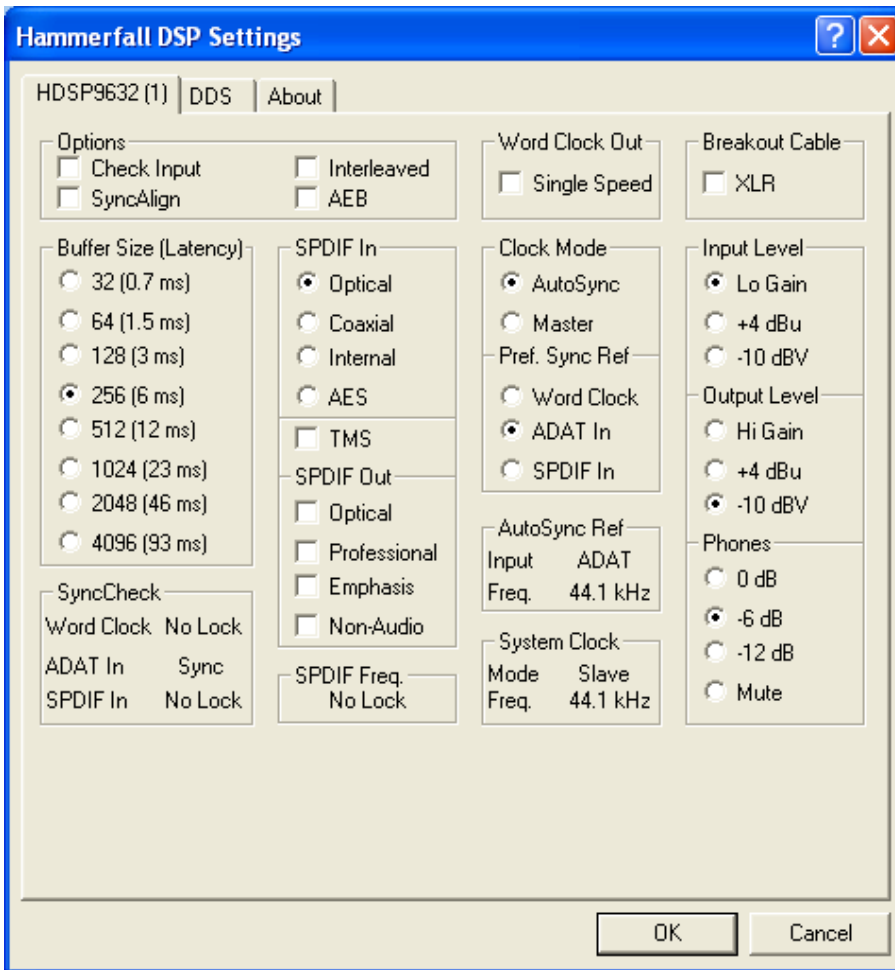 Hammerfall DSP Settings
HDSP9632 (1)
DDS
About
Options
Check Input
Interleaved
SyncAlign
AEB
Word Clock Out
Single Speed
Breakout Cable
XLR
Buffer Size (Latency)
32 (0.7 ms)
64 (1.5 ms)
128 (3 ms)
256 (6 ms)
512 (12 ms)
1024 (23 ms)
2048 (46 ms)
4096 (93 ms)
SyncCheck
Word Clock No Lock
ADAT In Sync
SPDIF In No Lock
SPDIF In
Optical
Coaxial
Internal
AES
TMS
SPDIF Out
Optical
Professional
Emphasis
Non-Audio
SPDIF Freq.
No Lock
Clock Mode
AutoSync
Master
Pref. Sync Ref
Word Clock
ADAT In
SPDIF In
AutoSync Ref
Input ADAT
Freq. 44.1 kHz
System Clock
Mode Slave
Freq. 44.1 kHz
Input Level
Lo Gain
+4 dBu
-10 dBV
Output Level
Hi Gain
+4 dBu
-10 dBV
Phones
0 dB
-6 dB
-12 dB
Mute
OK
Cancel